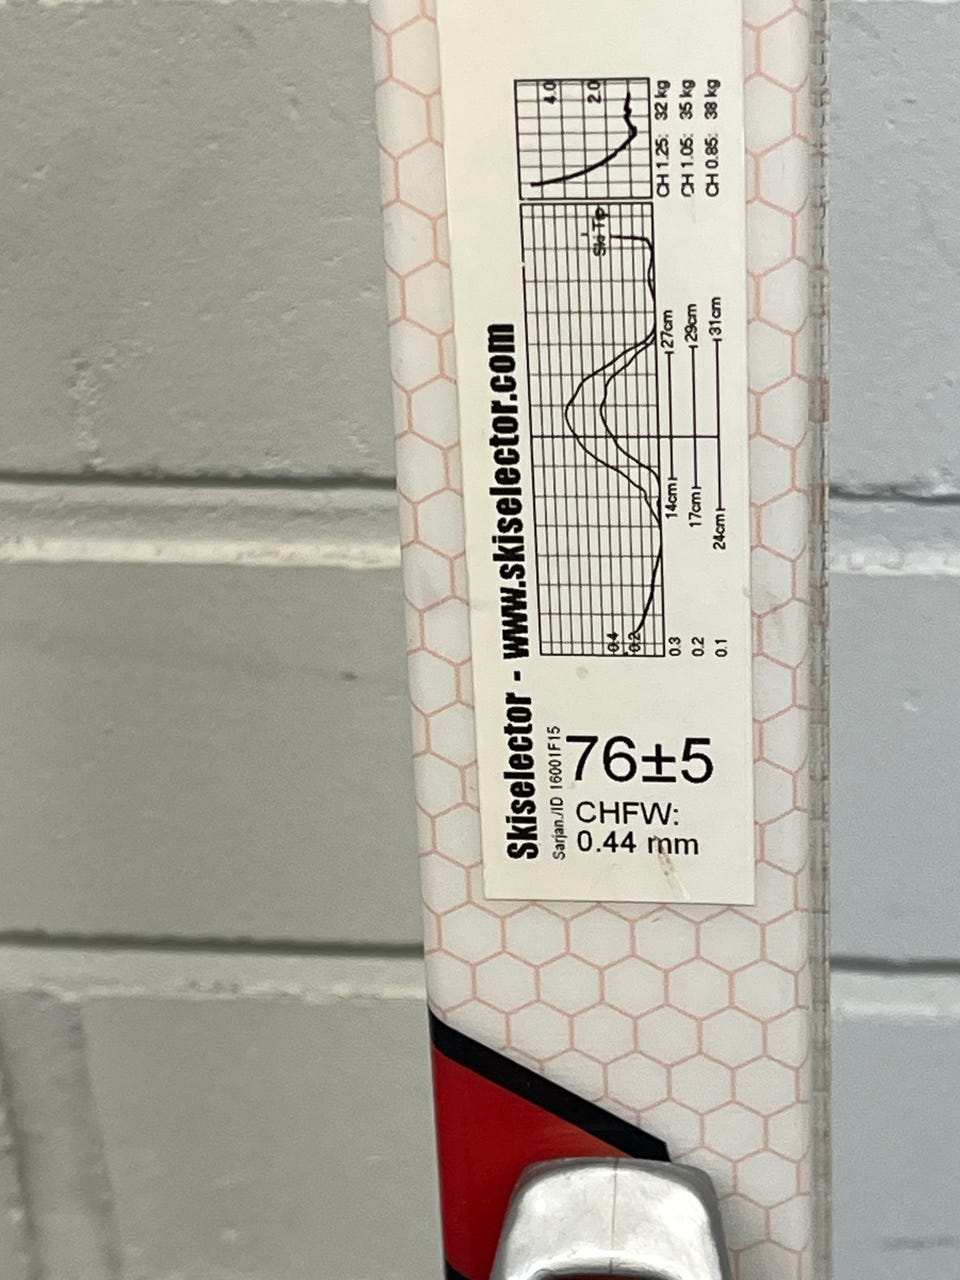 Skiselector - www.skiselector.com
Sarjan./ID 16001F15
76±5
CHFW:
0.44 mm
0.4
0.2
Ski Tip
4.0
2.0
0.3 14cm 27cm
0.2 17cm 29cm
0.1 24cm 31cm
CH 1.25: 32 kg
CH 1.05: 35 kg
CH 0.85: 38 kg